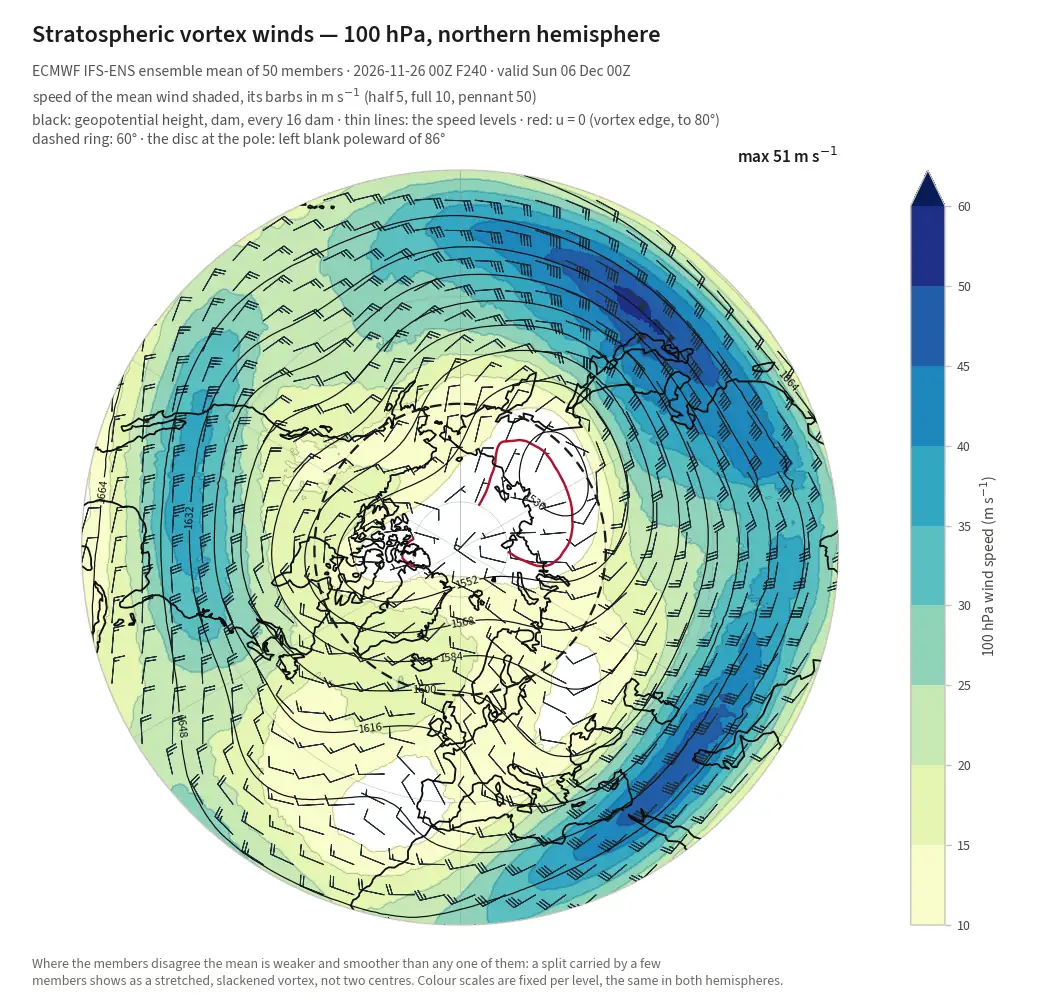 Stratospheric vortex winds — 100 hPa, northern hemisphere
ECMWF IFS-ENS ensemble mean of 50 members · 2026-11-26 00Z F240 · valid Sun 06 Dec 00Z
speed of the mean wind shaded, its barbs in m s⁻¹ (half 5, full 10, pennant 50)
black: geopotential height, dam, every 16 dam · thin lines: the speed levels · red: u = 0 (vortex edge, to 80°)
dashed ring: 60° · the disc at the pole: left blank poleward of 86°
max 51 m s⁻¹
60
50
45
40
35
30
25
20
15
10
100 hPa wind speed (m s⁻¹)
1664
1664
1632
1536
1552
1568
1584
1600
1616
1648
Where the members disagree the mean is weaker and smoother than any one of them: a split carried by a few
members shows as a stretched, slackened vortex, not two centres. Colour scales are fixed per level, the same in both hemispheres.